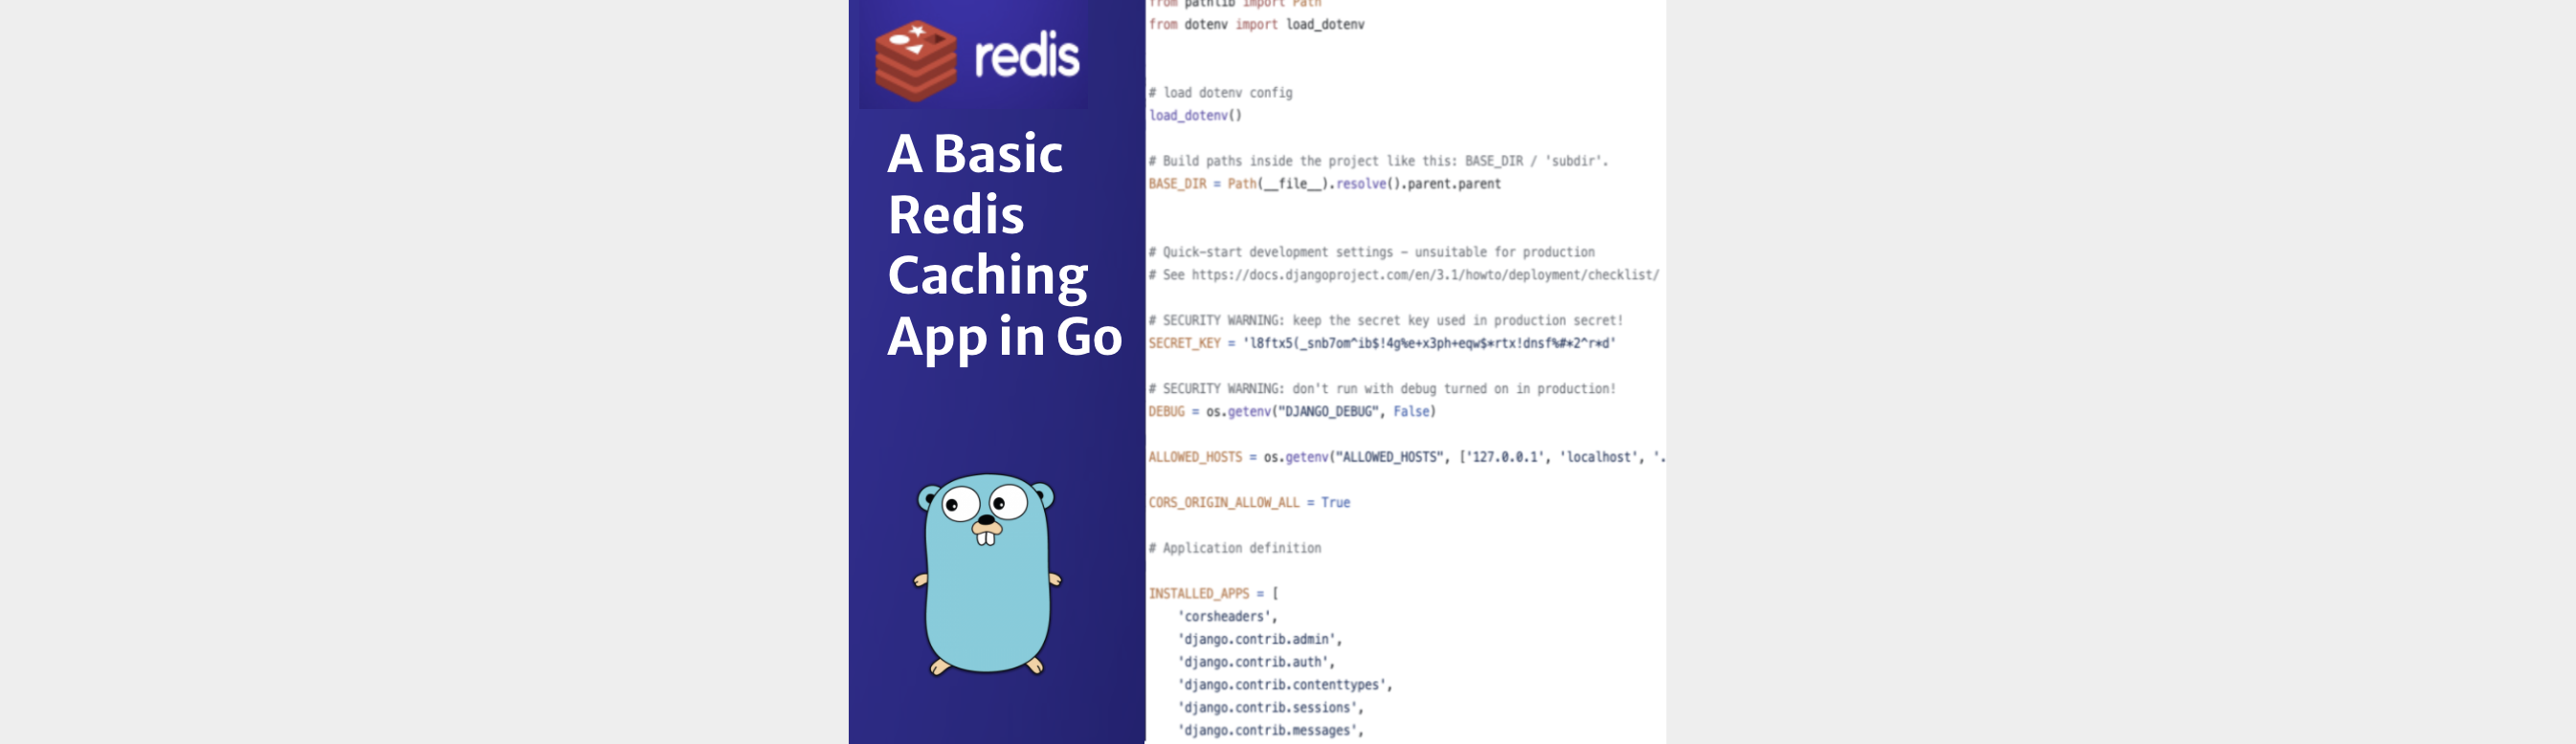 redis
A Basic
Redis
Caching
App in Go
from pathlib import Path
from dotenv import load_dotenv
# load dotenv config
load_dotenv()
# Build paths inside the project like this: BASE_DIR / 'subdir'.
BASE_DIR = Path(__file__).resolve().parent.parent
# Quick-start development settings - unsuitable for production
# See https://docs.djangoproject.com/en/3.1/howto/deployment/checklist/
# SECURITY WARNING: keep the secret key used in production secret!
SECRET_KEY = 'l8ftx5(_snb7om^ib$!4g%e+x3ph+eqw$*rtx!dnsf%#*2^r*d'
# SECURITY WARNING: don't run with debug turned on in production!
DEBUG = os.getenv("DJANGO_DEBUG", False)
ALLOWED_HOSTS = os.getenv("ALLOWED_HOSTS", ['127.0.0.1', 'localhost', '.
CORS_ORIGIN_ALLOW_ALL = True
# Application definition
INSTALLED_APPS = [
    'corsheaders',
    'django.contrib.admin',
    'django.contrib.auth',
    'django.contrib.contenttypes',
    'django.contrib.sessions',
    'django.contrib.messages',